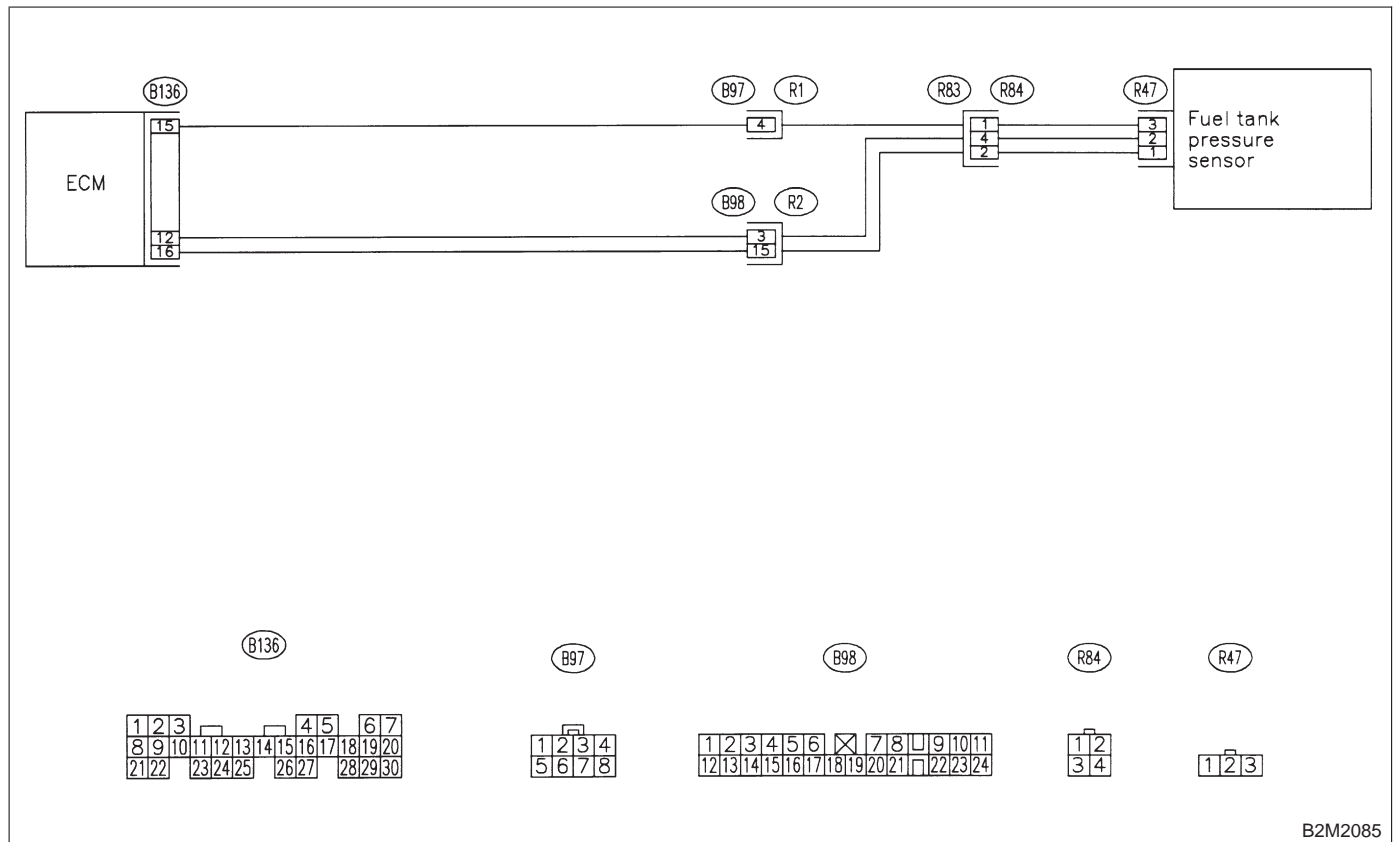 B136 B97 R1 R83 R84 R47
15 4 1 3
4 2
2 1
Fuel tank
pressure
sensor
ECM
B98 R2
12 3
16 15
B136 B97 B98 R84 R47
1 2 3 4 5 6 7
8 9 10 11 12 13 14 15 16 17 18 19 20
21 22 23 24 25 26 27 28 29 30
1 2 3 4
5 6 7 8
1 2 3 4 5 6 7 8 9 10 11
12 13 14 15 16 17 18 19 20 21 22 23 24
1 2
3 4
1 2 3
B2M2085